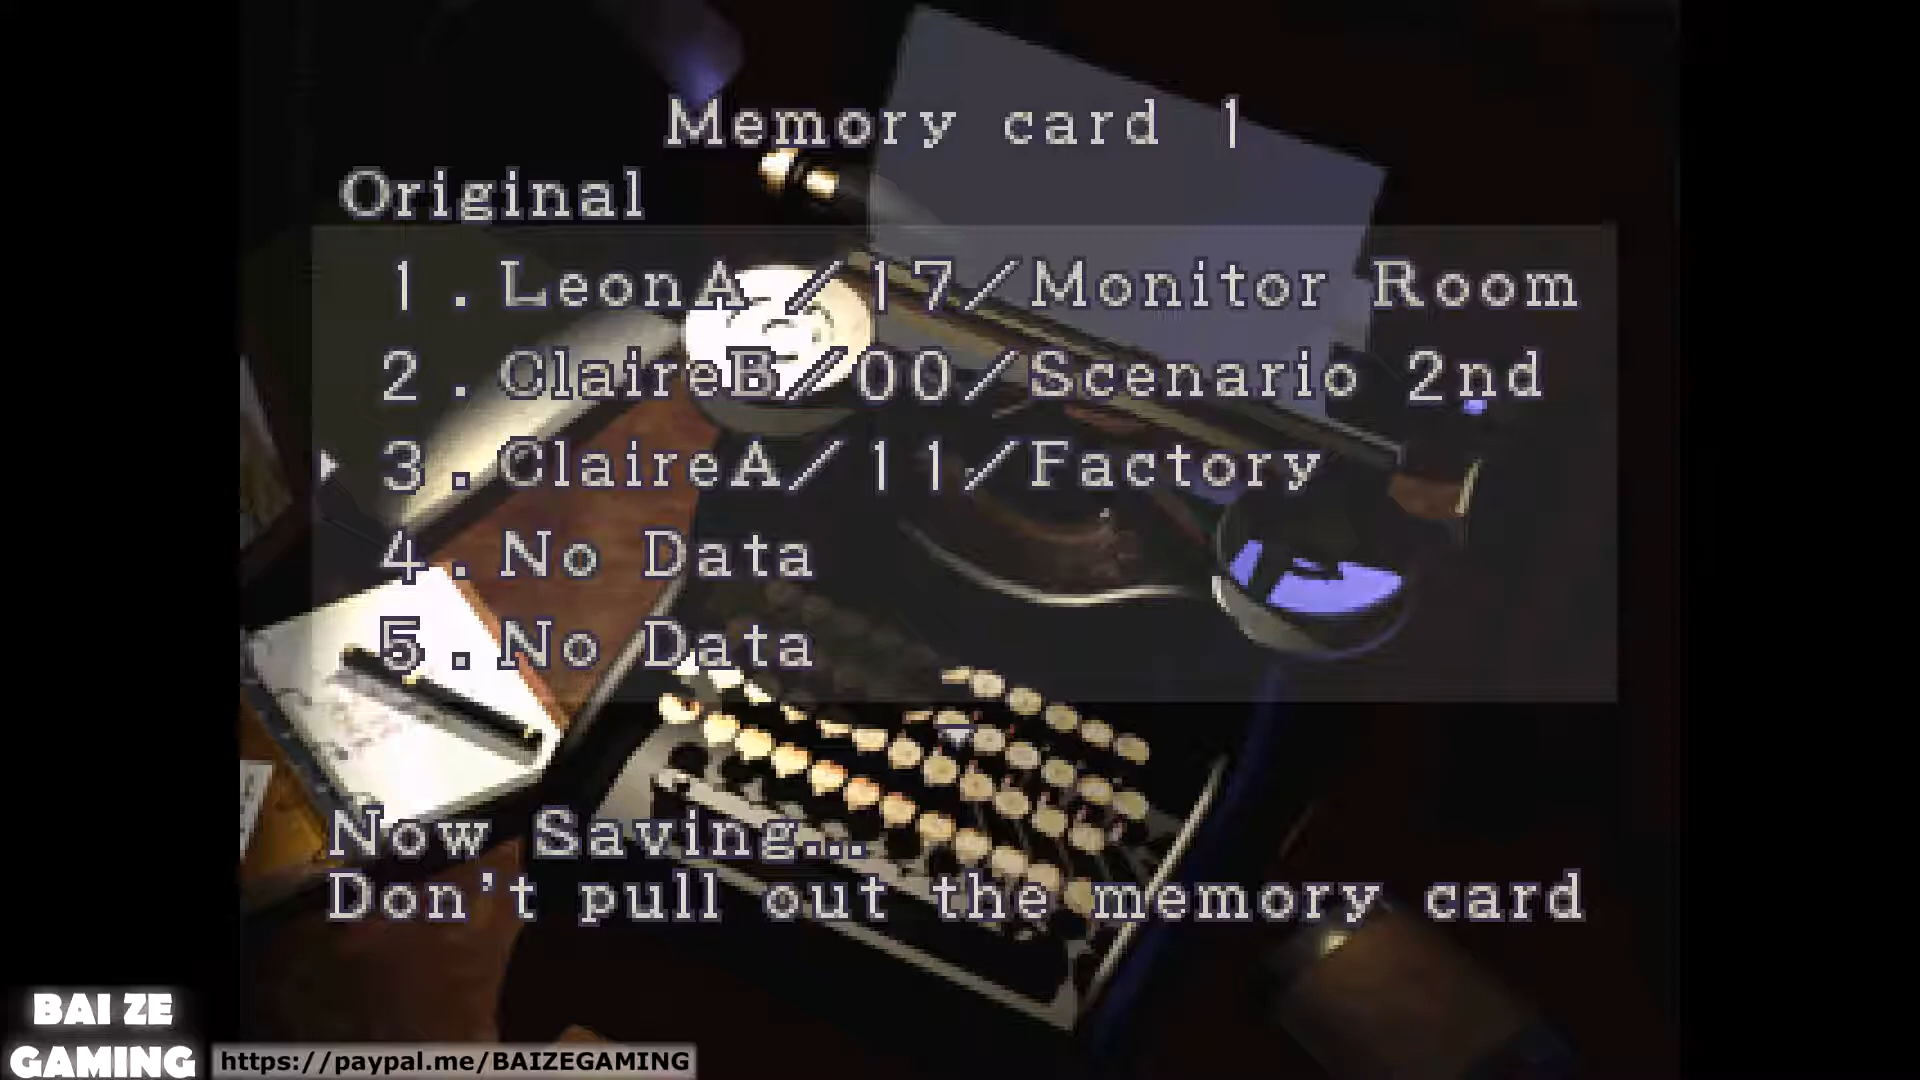 Memory card 1
Original
1. LeonA /17/Monitor Room
2. ClaireB/00/Scenario 2nd
3. ClaireA/11/Factory
4. No Data
5. No Data
Now Saving...
Don't pull out the memory card
BAI ZE
GAMING
https://paypal.me/BAIZEGAMING